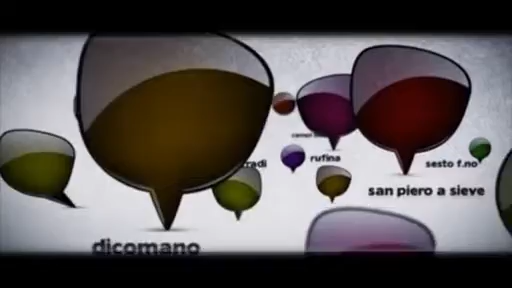 rufina
sesto f.no
san piero a sieve
dicomano